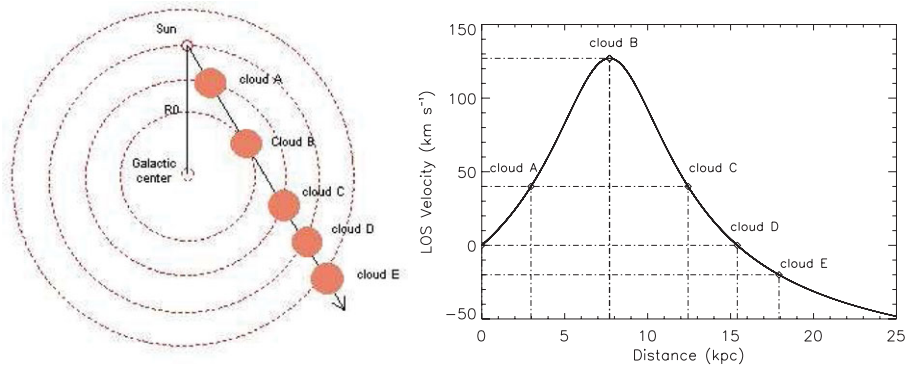 Sun
cloud A
R0
Cloud B
Galactic
center
cloud C
cloud D
cloud E
150
100
50
0
−50
LOS Velocity (km s⁻¹)
cloud B
cloud A
cloud C
cloud D
cloud E
0 5 10 15 20 25
Distance (kpc)